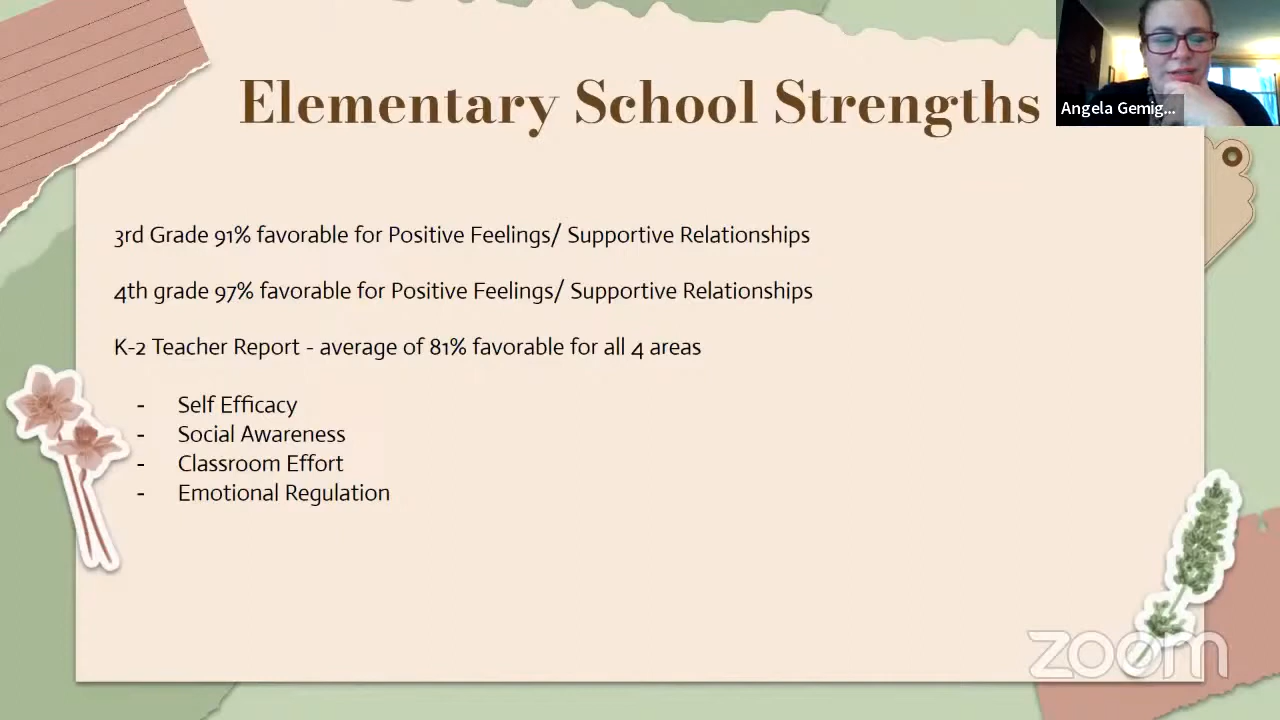 Elementary School Strengths
Angela Gemig...
3rd Grade 91% favorable for Positive Feelings/ Supportive Relationships
4th grade 97% favorable for Positive Feelings/ Supportive Relationships
K-2 Teacher Report - average of 81% favorable for all 4 areas
- Self Efficacy
- Social Awareness
- Classroom Effort
- Emotional Regulation
zoom